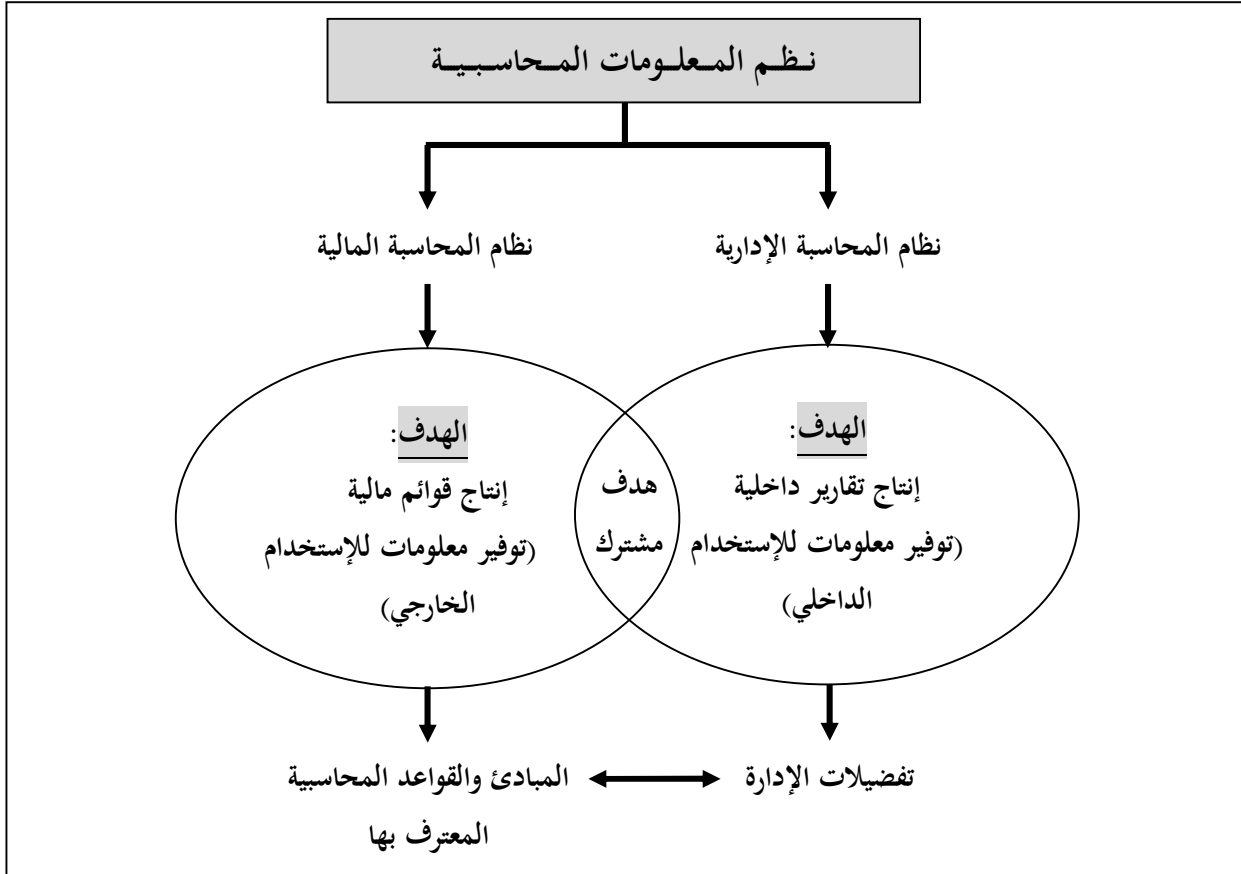 نظم المعلومات المحاسبية
نظام المحاسبة الإدارية
نظام المحاسبة المالية
الهدف:
إنتاج تقارير داخلية
(توفير معلومات للإستخدام
الداخلي)
هدف
مشترك
الهدف:
إنتاج قوائم مالية
(توفير معلومات للإستخدام
الخارجي)
تفضيلات الإدارة
المبادئ والقواعد المحاسبية
المعترف بها